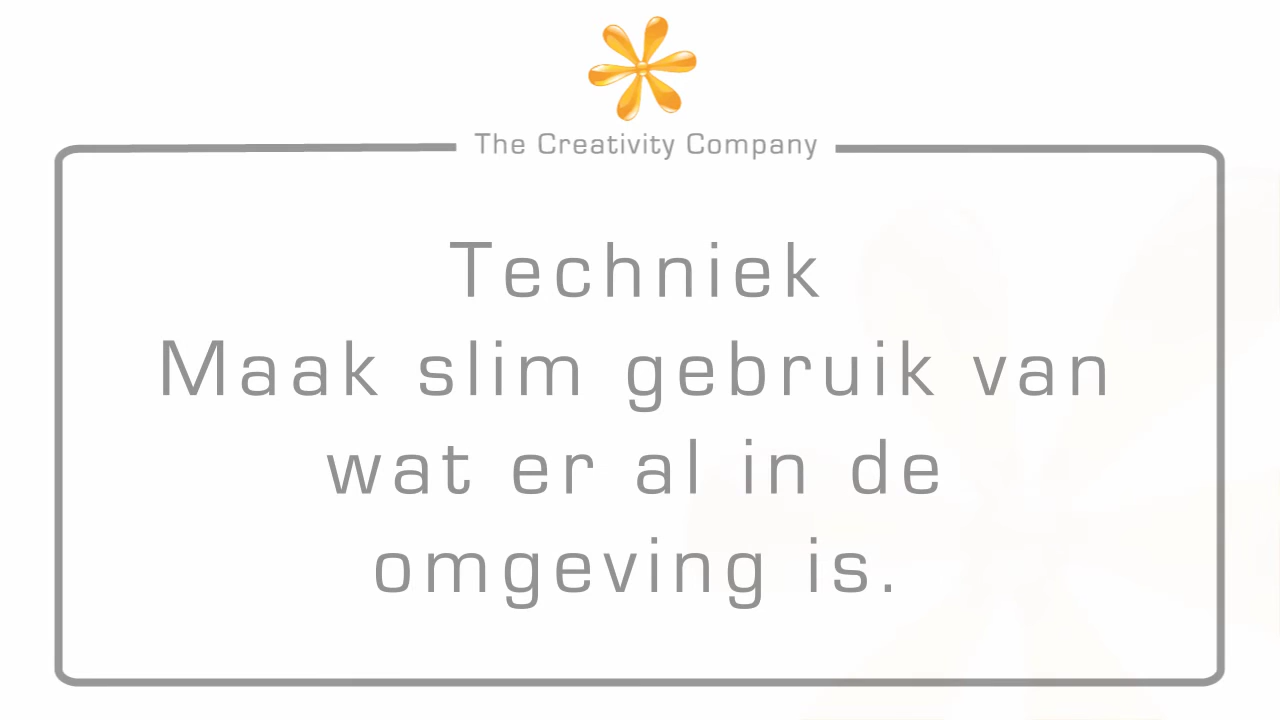 The Creativity Company
Techniek
Maak slim gebruik van
wat er al in de
omgeving is.